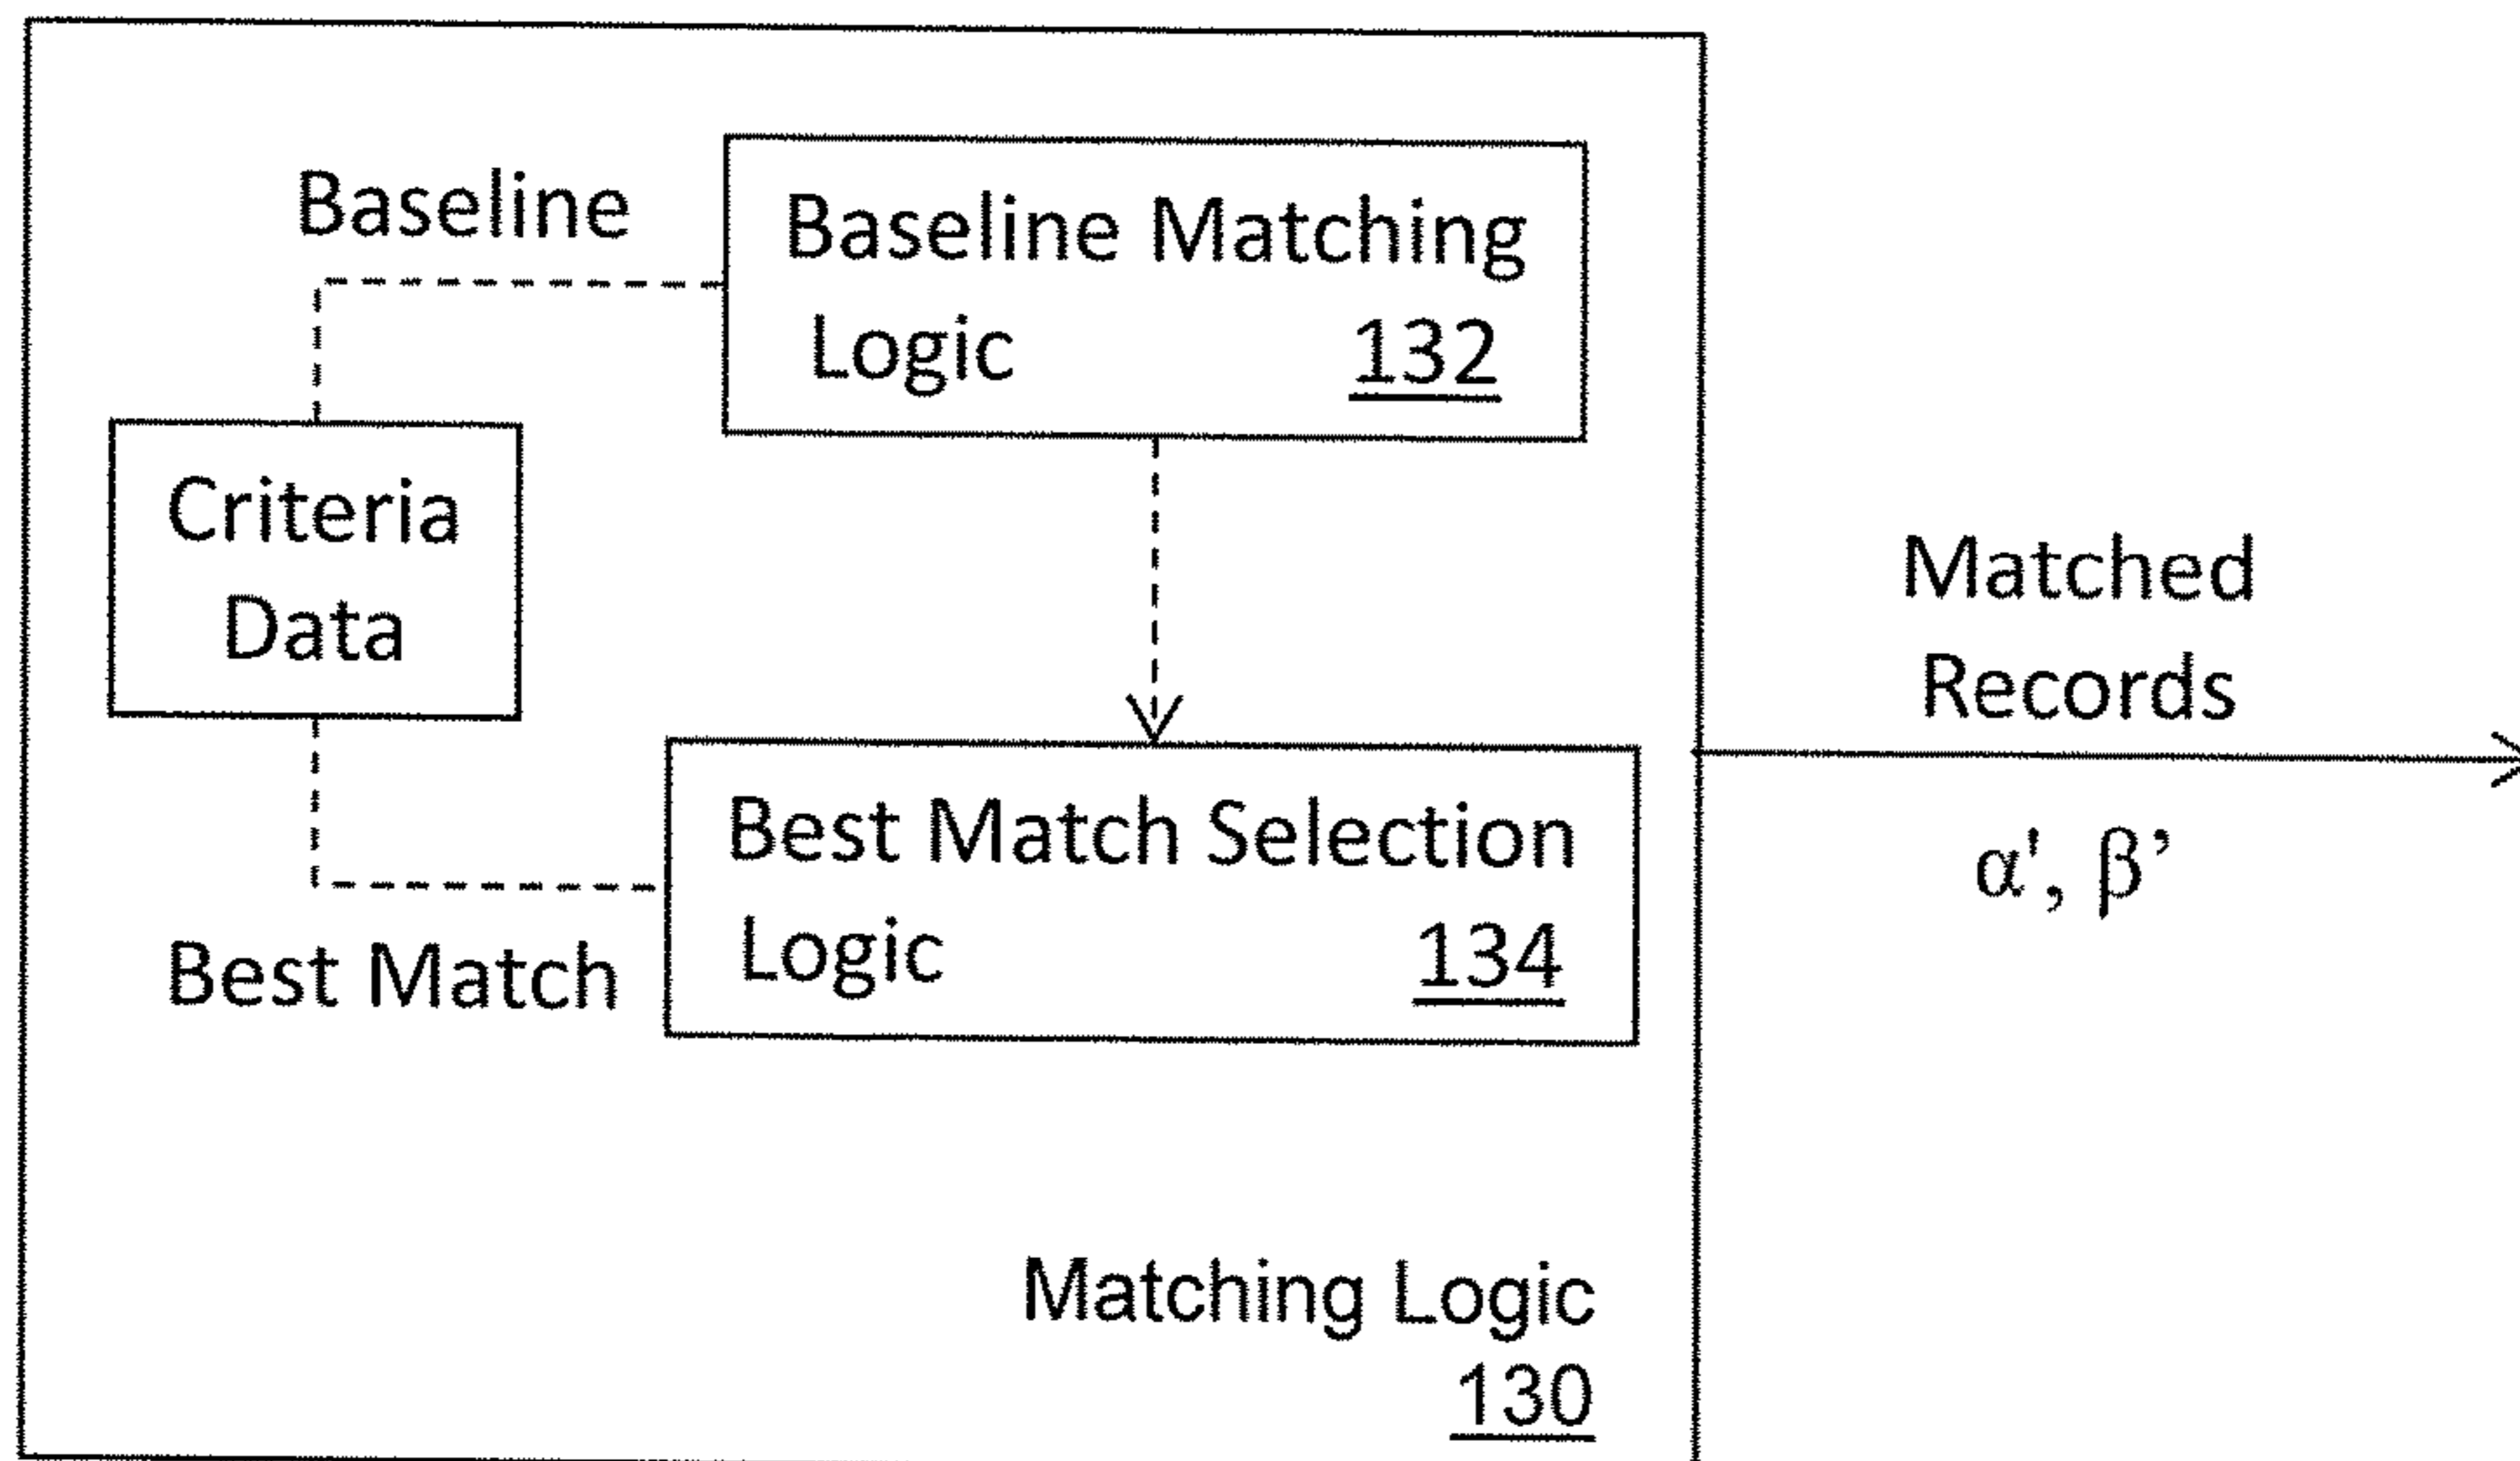 Baseline
Baseline Matching
Logic 132
Criteria
Data
Matched
Records
Best Match Selection
Logic 134
α', β’
Best Match
Matching Logic
130